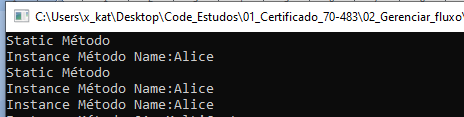 C:\Users\x_kat\Desktop\Code_Estudos\01_Certificado_70-483\02_Gerenciar_fluxo\
Static Método
Instance Método Name:Alice
Static Método
Instance Método Name:Alice
Instance Método Name:Alice